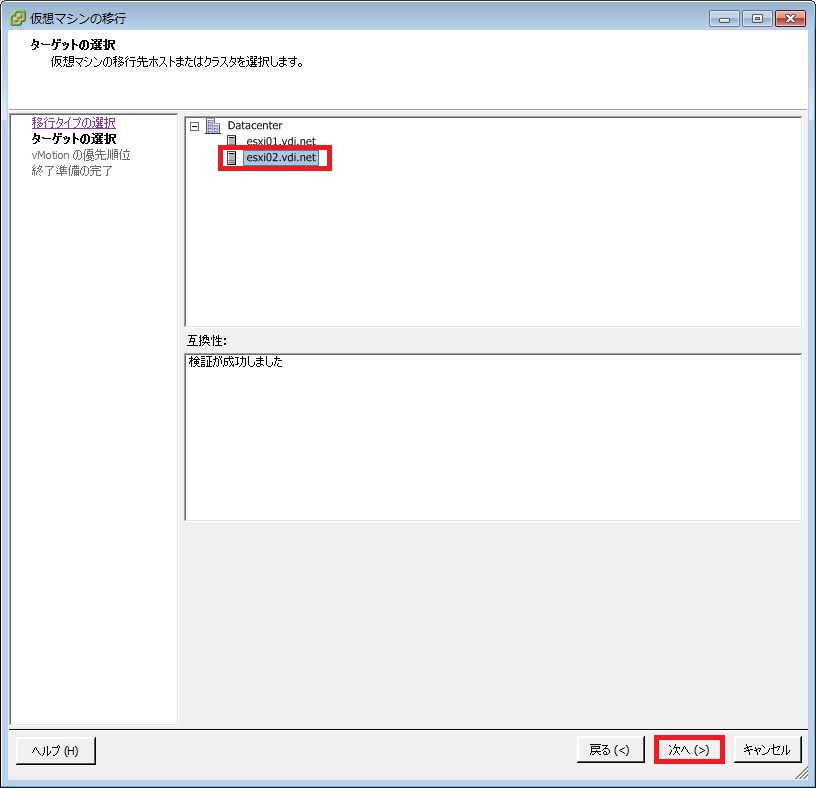 仮想マシンの移行
ターゲットの選択
仮想マシンの移行先ホストまたはクラスタを選択します。
移行タイプの選択
ターゲットの選択
vMotion の優先順位
終了準備の完了
Datacenter
esxi01.vdi.net
esxi02.vdi.net
互換性:
検証が成功しました
ヘルプ (H)
戻る (<)
次へ (>)
キャンセル